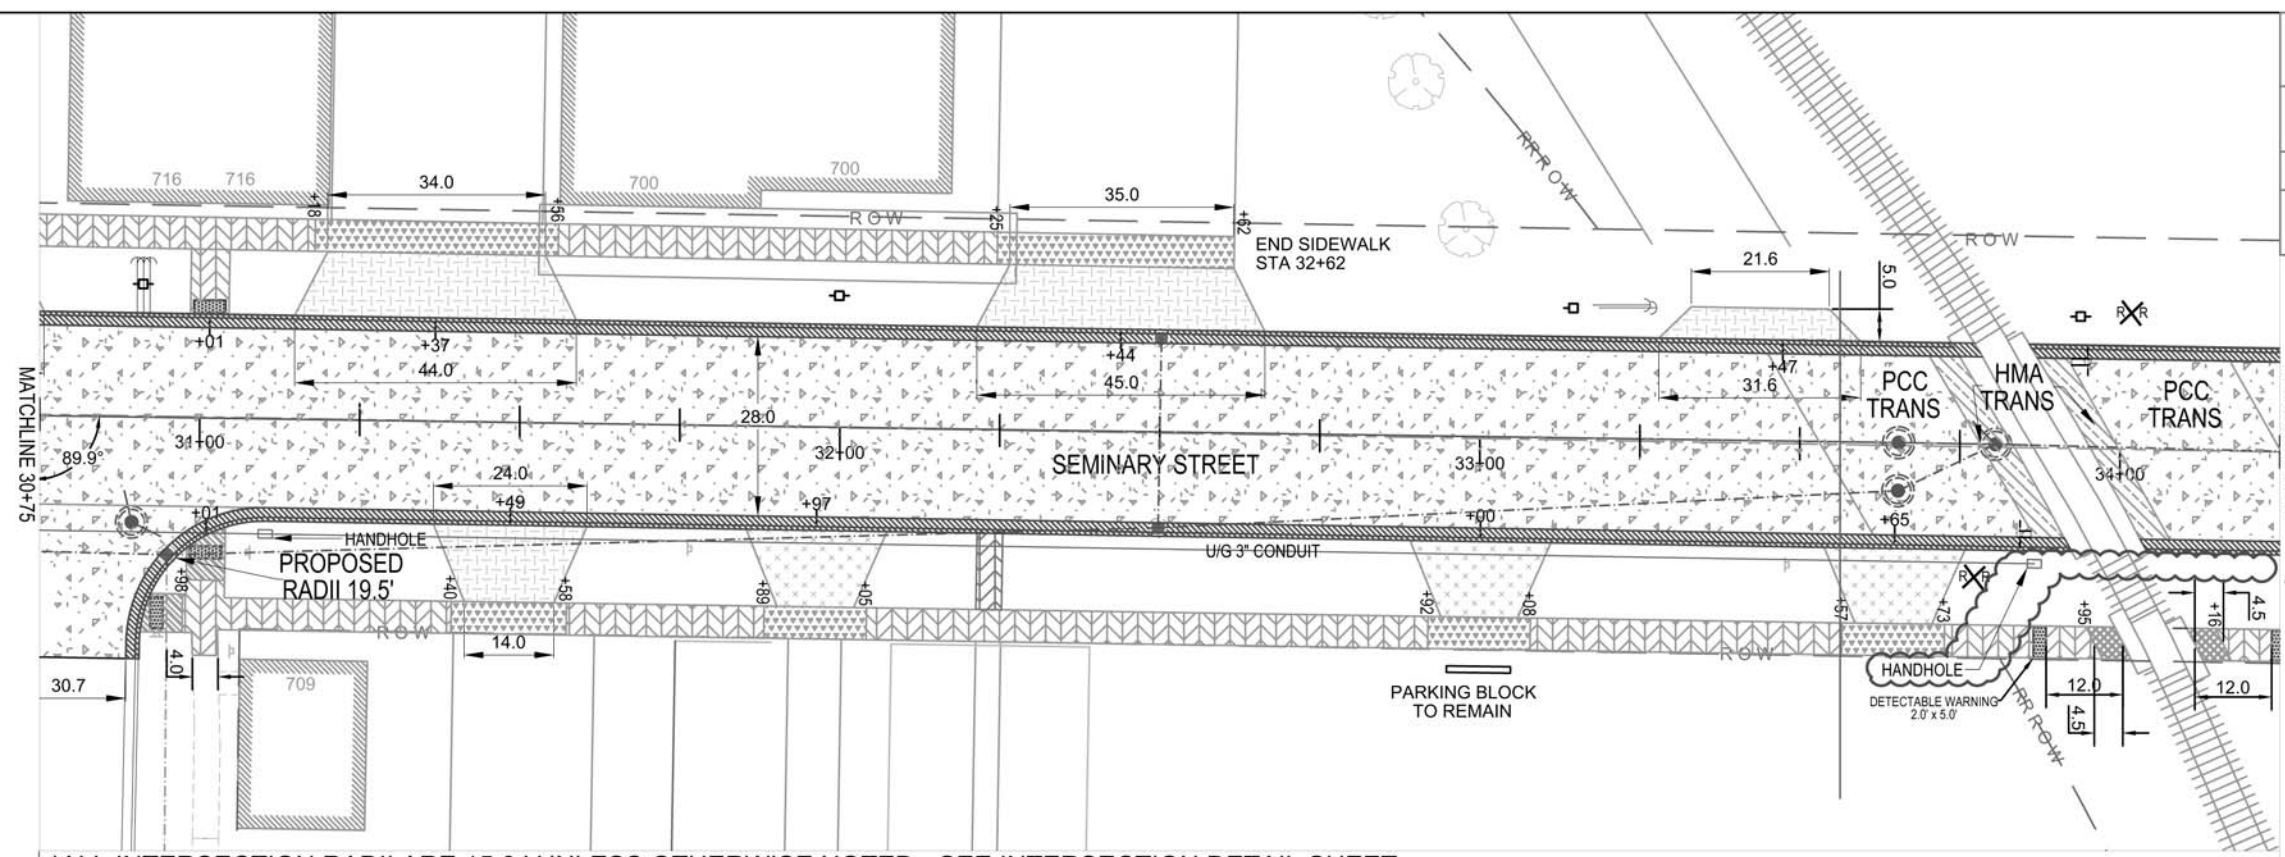 716 716
34.0
700
700
+18
+56
ROW
+25
35.0
+62
END SIDEWALK
STA 32+62
RR ROW
ROW
21.6
5.0
+01
+37
44.0
+44
45.0
+47
31.6
PCC
TRANS
HMA
TRANS
PCC
TRANS
MATCHLINE 30+75
89.9°
31+00
28.0
32+00
SEMINARY STREET
33+00
34+00
24.0
+01
+49
+97
+00
+65
HANDHOLE
U/G 3" CONDUIT
PROPOSED
RADII 19.5'
+98
+40
+58
+89
+05
+92
+08
+57
+73
+95
+16
4.5
R R
R R
ROW
14.0
4.0
30.7
709
ROW
PARKING BLOCK
TO REMAIN
HANDHOLE
DETECTABLE WARNING
2.0' x 5.0'
12.0
4.5
12.0
RR ROW